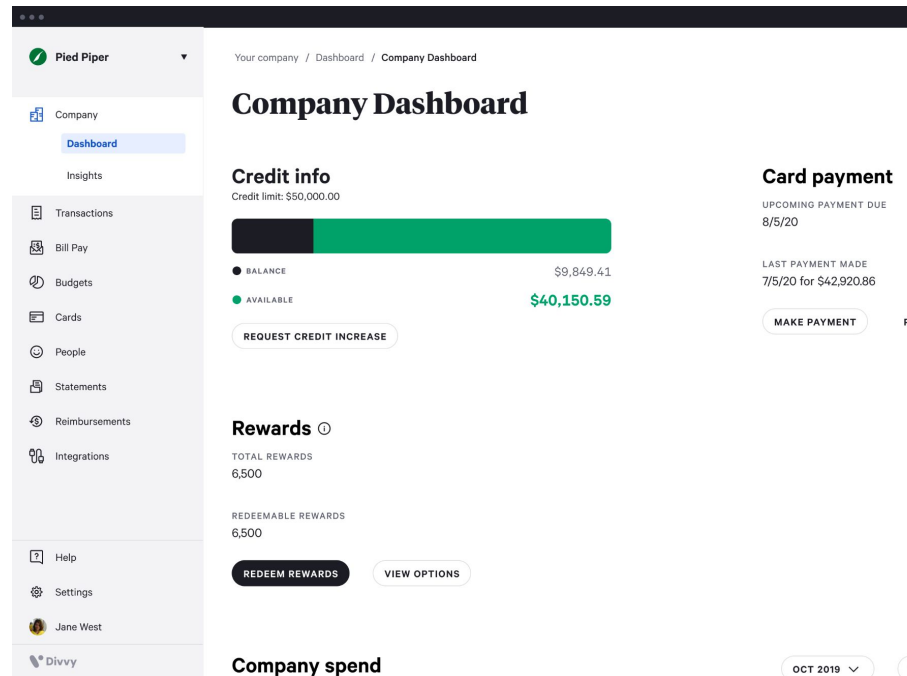 Pied Piper
Company
Dashboard
Insights
Transactions
Bill Pay
Budgets
Cards
People
Statements
Reimbursements
Integrations
Help
Settings
Jane West
Divvy
Your company / Dashboard / Company Dashboard
Company Dashboard
Credit info
Credit limit: $50,000.00
BALANCE $9,849.41
AVAILABLE $40,150.59
REQUEST CREDIT INCREASE
Card payment
UPCOMING PAYMENT DUE
8/5/20
LAST PAYMENT MADE
7/5/20 for $42,920.86
MAKE PAYMENT
Rewards
TOTAL REWARDS
6,500
REDEEMABLE REWARDS
6,500
REDEEM REWARDS VIEW OPTIONS
Company spend OCT 2019